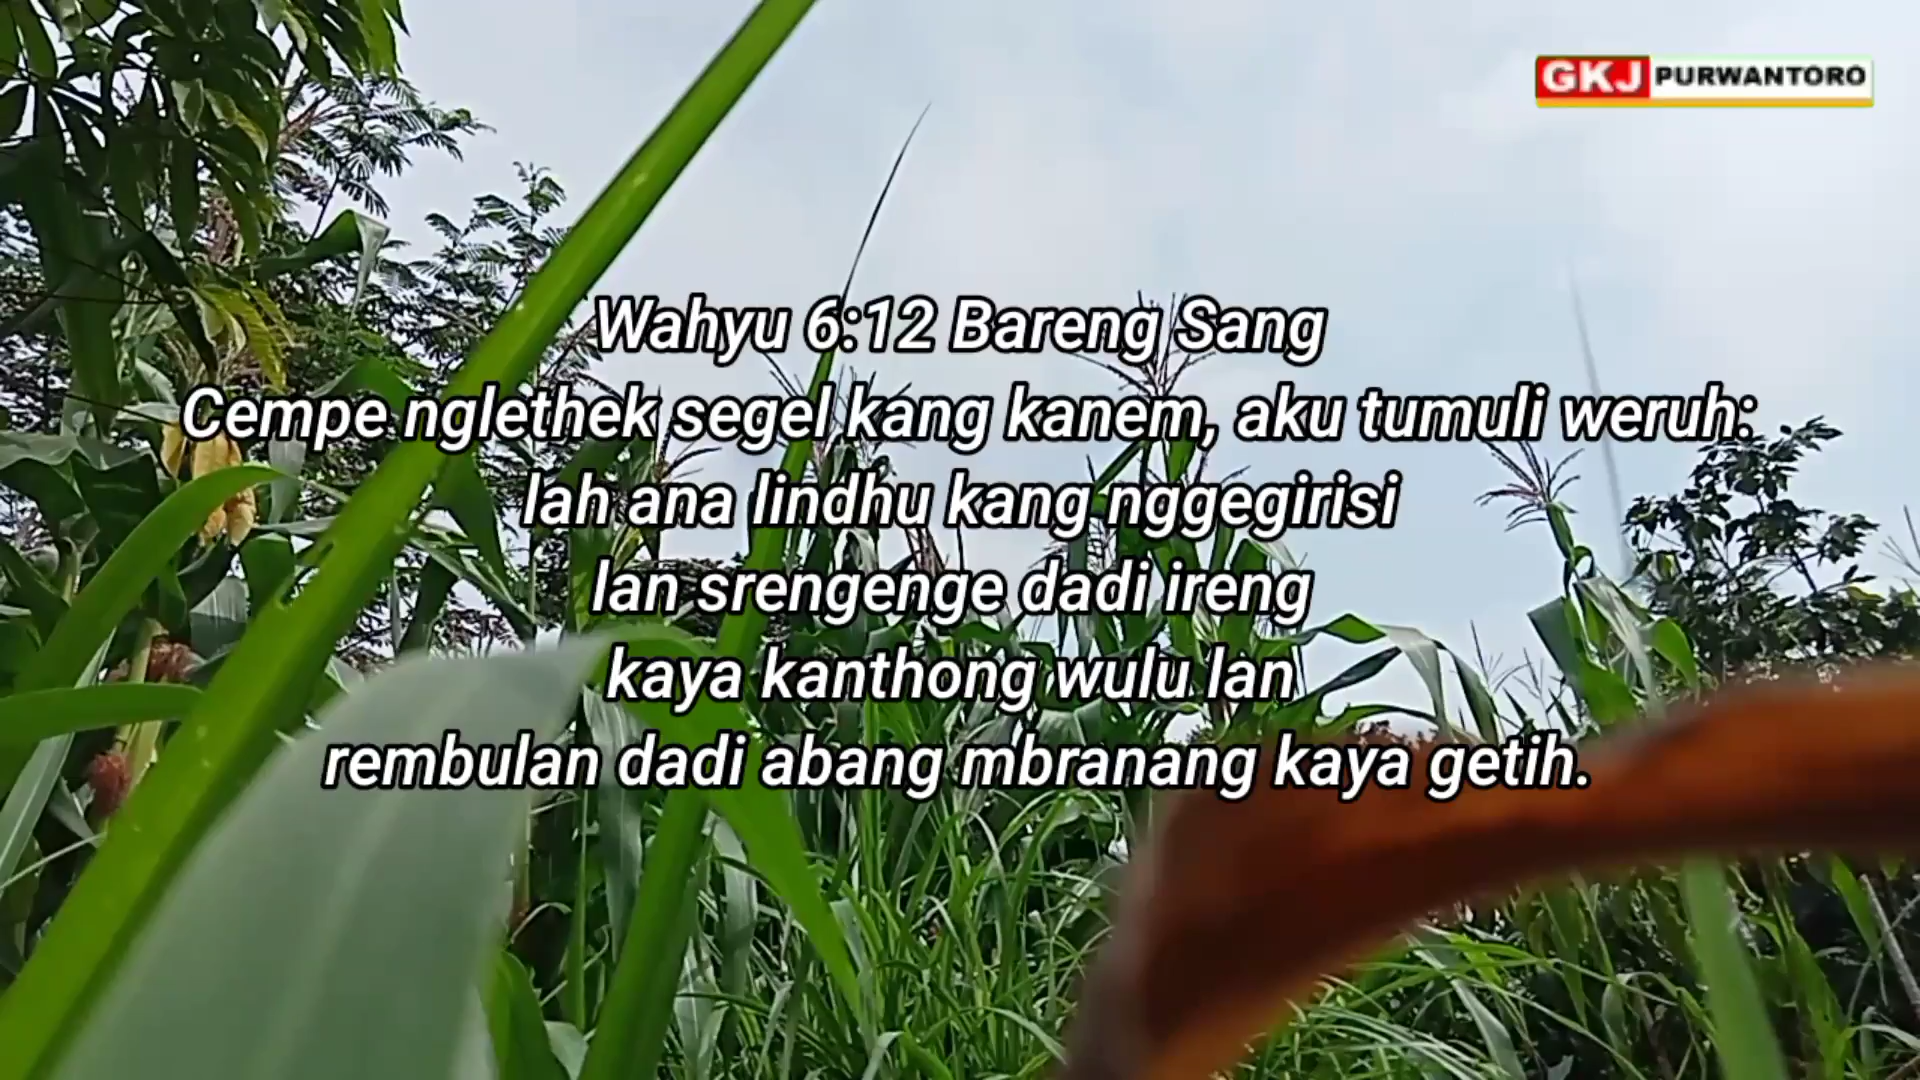 GKJ PURWANTORO
Wahyu 6:12 Bareng Sang
Cempe nglethek segel kang kanem, aku tumuli weruh:
lah ana lindhu kang nggegirisi
lan srengenge dadi ireng
kaya kanthong wulu lan
rembulan dadi abang mbranang kaya getih.